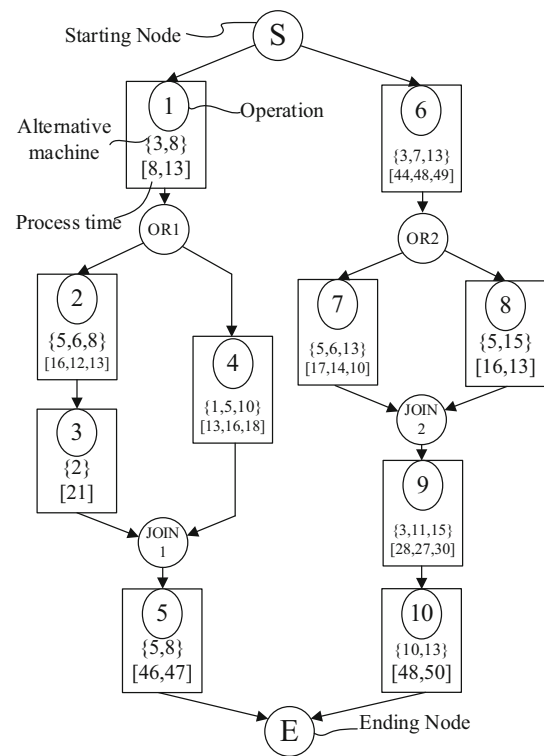 Starting Node
S
1
Operation
Alternative
machine
{3,8}
[8,13]
Process time
6
{3,7,13}
[44,48,49]
OR1
OR2
2
{5,6,8}
[16,12,13]
4
{1,5,10}
[13,16,18]
7
{5,6,13}
[17,14,10]
8
{5,15}
[16,13]
3
{2}
[21]
JOIN
2
JOIN
1
9
{3,11,15}
[28,27,30]
5
{5,8}
[46,47]
10
{10,13}
[48,50]
E
Ending Node